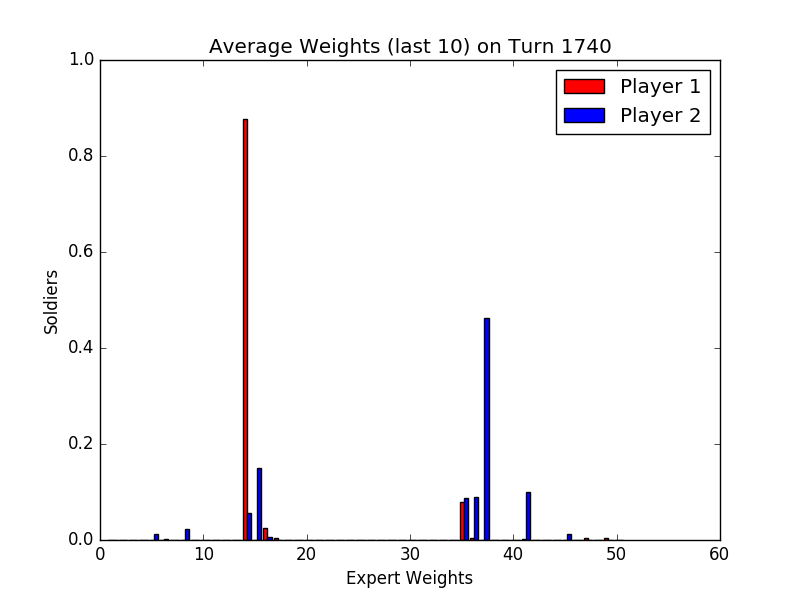 Average Weights (last 10) on Turn 1740
1.0
Player 1
Player 2
0.8
0.6
0.4
0.2
0.0
0 10 20 30 40 50 60
Soldiers
Expert Weights